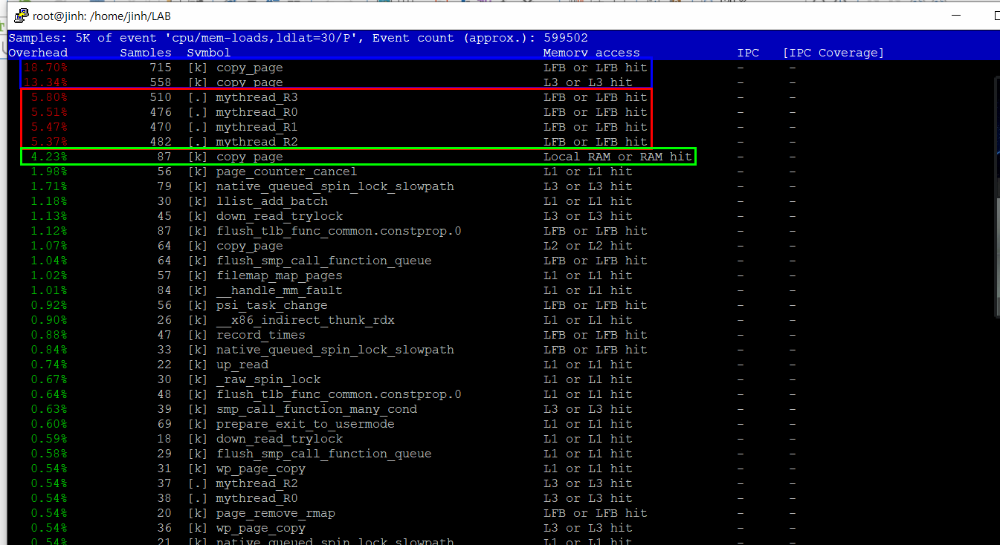 root@jinh: /home/jinh/LAB
Samples: 5K of event 'cpu/mem-loads,ldlat=30/P', Event count (approx.): 599502
Overhead Samples Symbol Memory access IPC [IPC Coverage]
18.70% 715 [k] copy_page LFB or LFB hit - -
13.34% 558 [k] copy_page L3 or L3 hit - -
5.80% 510 [.] mythread_R3 LFB or LFB hit - -
5.51% 476 [.] mythread_R0 LFB or LFB hit - -
5.47% 470 [.] mythread_R1 LFB or LFB hit - -
5.37% 482 [.] mythread_R2 LFB or LFB hit - -
4.23% 87 [k] copy_page Local RAM or RAM hit - -
1.98% 56 [k] page_counter_cancel L1 or L1 hit - -
1.71% 79 [k] native_queued_spin_lock_slowpath L3 or L3 hit - -
1.18% 30 [k] llist_add_batch L1 or L1 hit - -
1.13% 45 [k] down_read_trylock L3 or L3 hit - -
1.12% 87 [k] flush_tlb_func_common.constprop.0 LFB or LFB hit - -
1.07% 64 [k] copy_page L2 or L2 hit - -
1.04% 64 [k] flush_smp_call_function_queue LFB or LFB hit - -
1.02% 57 [k] filemap_map_pages L1 or L1 hit - -
1.01% 84 [k] __handle_mm_fault L1 or L1 hit - -
0.92% 56 [k] psi_task_change LFB or LFB hit - -
0.90% 26 [k] __x86_indirect_thunk_rdx L1 or L1 hit - -
0.88% 47 [k] record_times LFB or LFB hit - -
0.84% 33 [k] native_queued_spin_lock_slowpath LFB or LFB hit - -
0.74% 22 [k] up_read L1 or L1 hit - -
0.67% 30 [k] _raw_spin_lock L1 or L1 hit - -
0.64% 48 [k] flush_tlb_func_common.constprop.0 L1 or L1 hit - -
0.63% 39 [k] smp_call_function_many_cond L3 or L3 hit - -
0.60% 69 [k] prepare_exit_to_usermode L1 or L1 hit - -
0.59% 18 [k] down_read_trylock L1 or L1 hit - -
0.58% 29 [k] flush_smp_call_function_queue L1 or L1 hit - -
0.54% 31 [k] wp_page_copy L1 or L1 hit - -
0.54% 37 [.] mythread_R2 L3 or L3 hit - -
0.54% 38 [.] mythread_R0 L3 or L3 hit - -
0.54% 20 [k] page_remove_rmap LFB or LFB hit - -
0.54% 36 [k] wp_page_copy L3 or L3 hit - -
0.54% 21 [k] native_queued_spin_lock_slowpath L1 or L1 hit - -